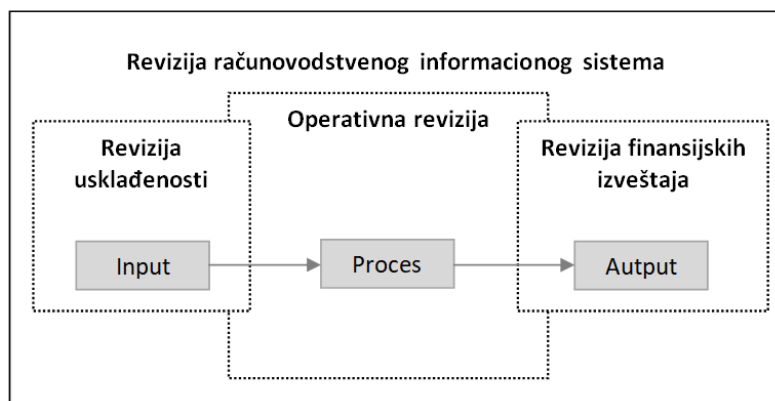 Revizija računovodstvenog informacionog sistema
Operativna revizija
Revizija
usklađenosti
Revizija finansijskih
izveštaja
Input
Proces
Autput